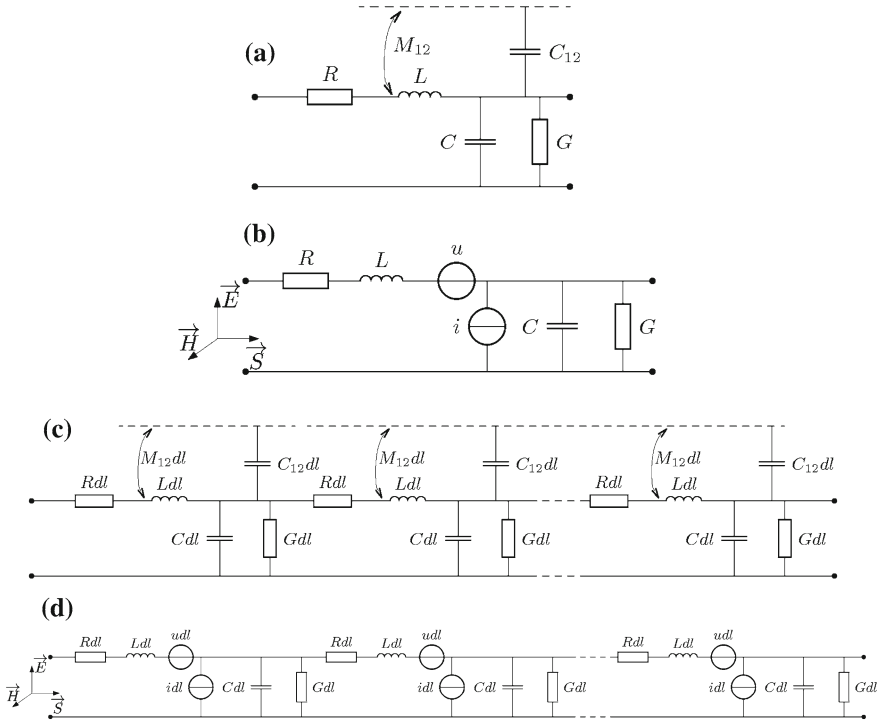 (a)
M₁₂
C₁₂
R
L
C
G
(b)
R
L
u
i
C
G
E⃗
H⃗
S⃗
(c)
M₁₂dl
C₁₂dl
M₁₂dl
C₁₂dl
M₁₂dl
C₁₂dl
Rdl
Ldl
Rdl
Ldl
Rdl
Ldl
Cdl
Gdl
Cdl
Gdl
Cdl
Gdl
(d)
Rdl
Ldl
udl
Rdl
Ldl
udl
Rdl
Ldl
udl
E⃗
H⃗
S⃗
idl
Cdl
Gdl
idl
Cdl
Gdl
idl
Cdl
Gdl